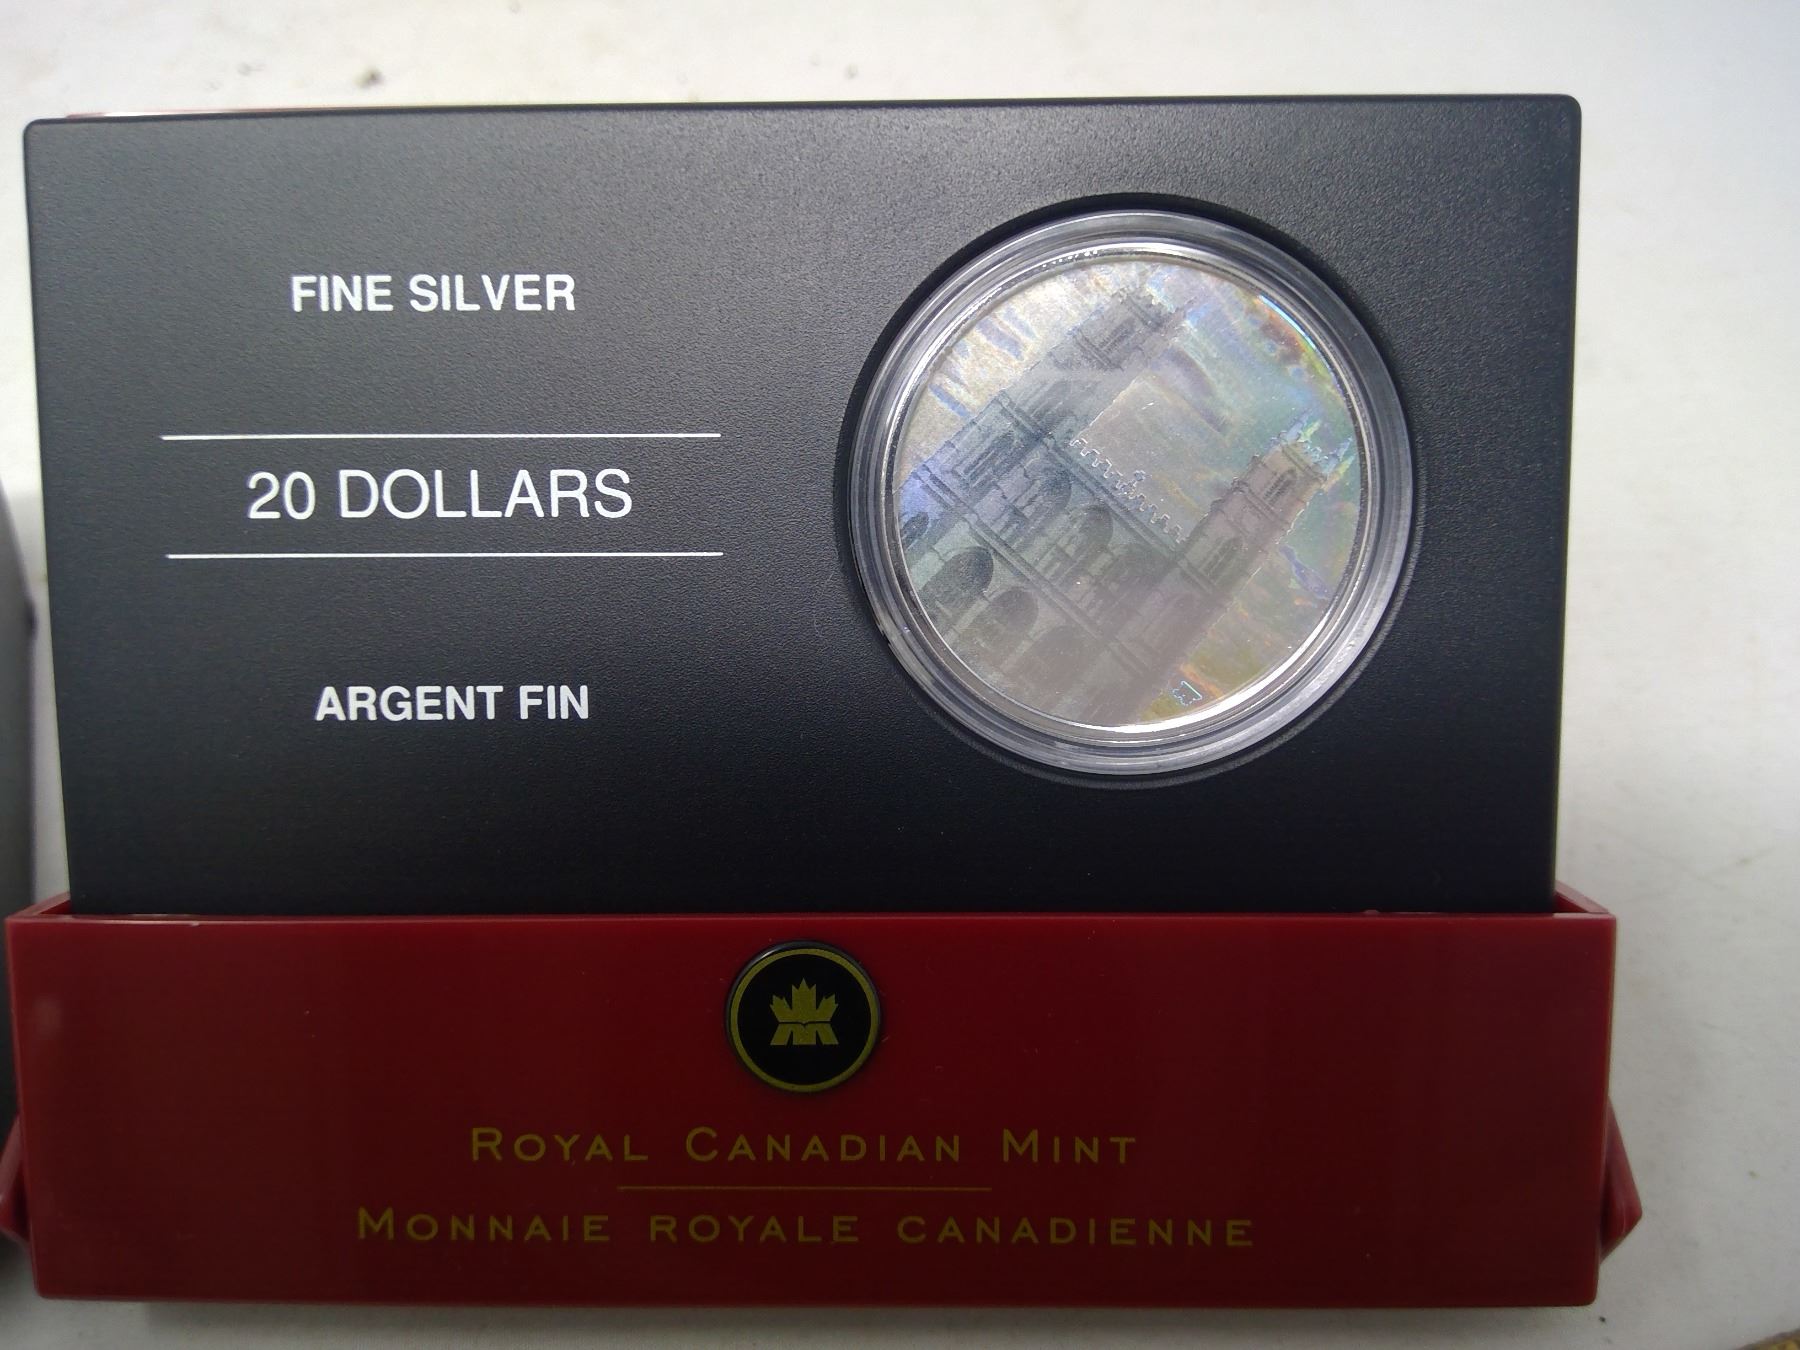 FINE SILVER
20 DOLLARS
ARGENT FIN
ROYAL CANADIAN MINT
MONNAIE ROYALE CANADIENNE